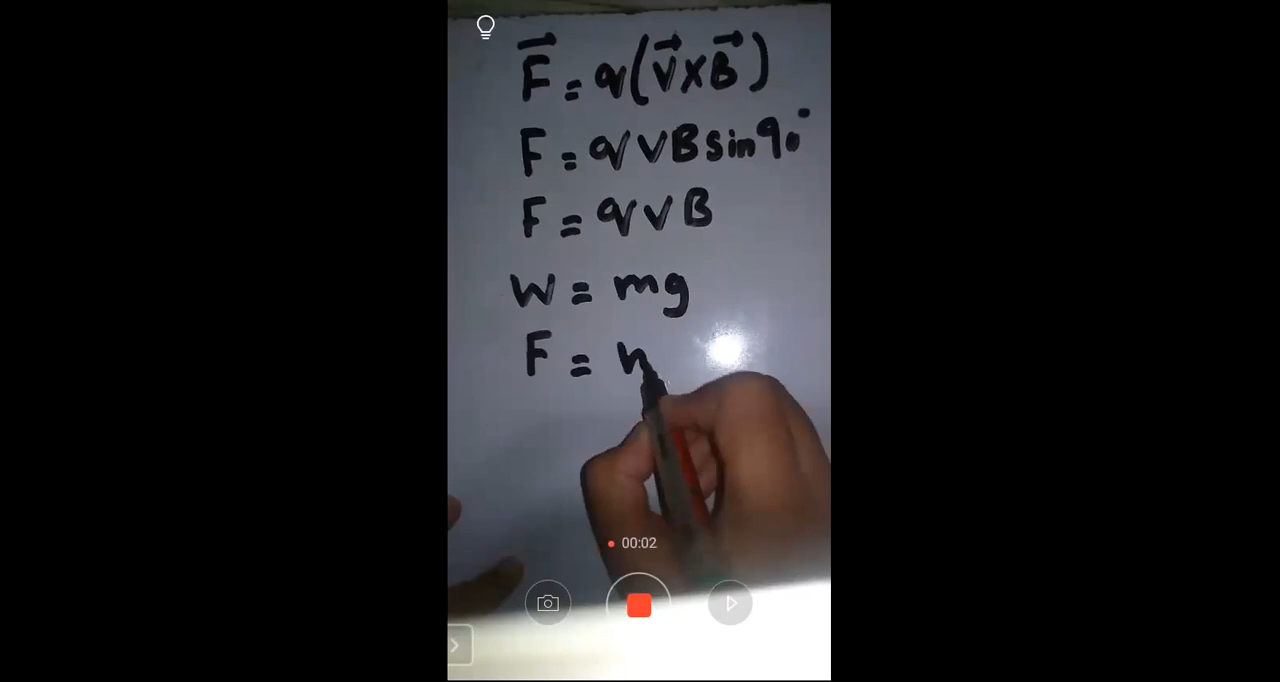 F⃗ = q(v⃗×B⃗)
F = qvBsin90°
F = qvB
W = mg
F =
00:02